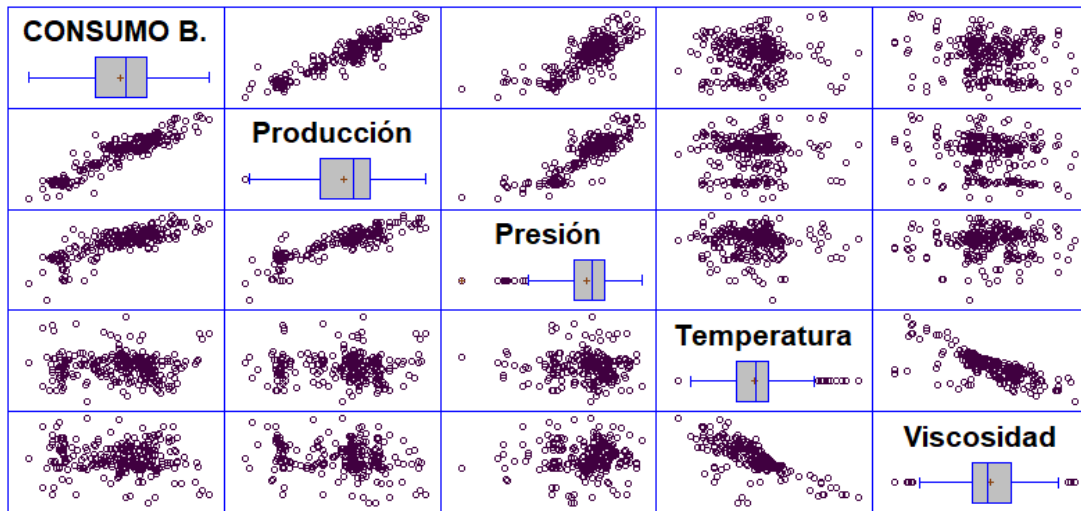 CONSUMO B.
Producción
Presión
Temperatura
Viscosidad